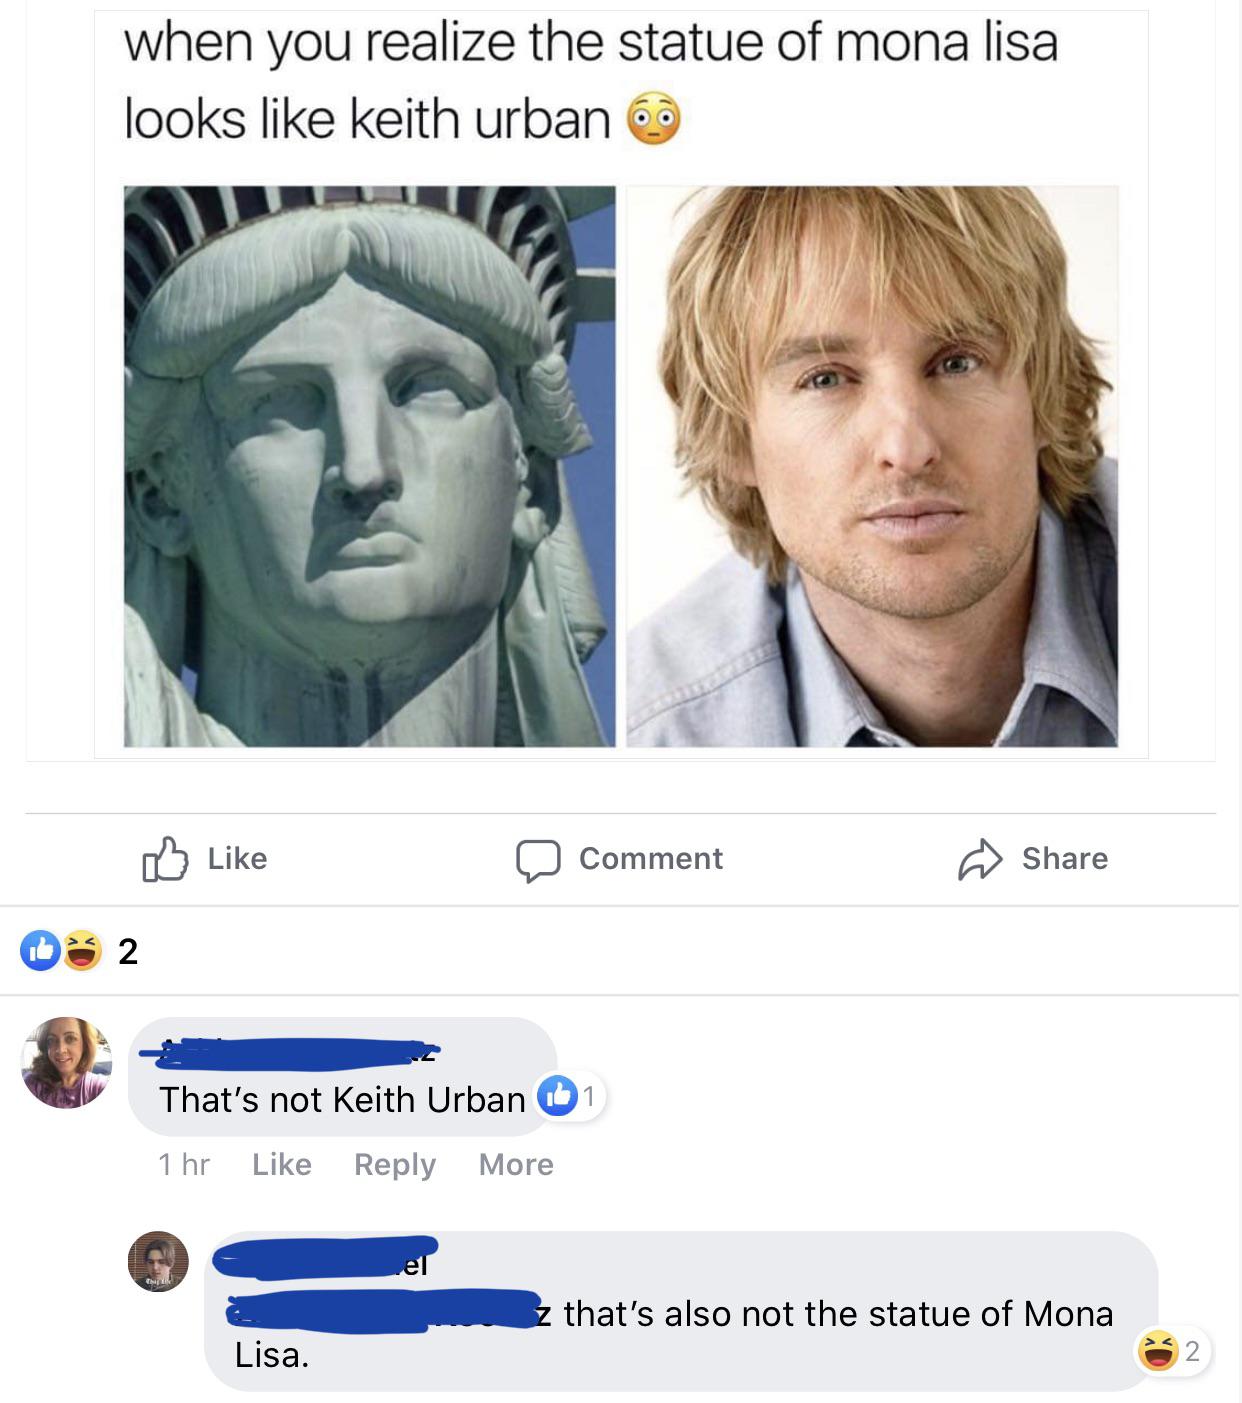 when you realize the statue of mona lisa
looks like keith urban 😳
Like Comment Share
2
That's not Keith Urban 1
1 hr Like Reply More
that's also not the statue of Mona
Lisa.
2